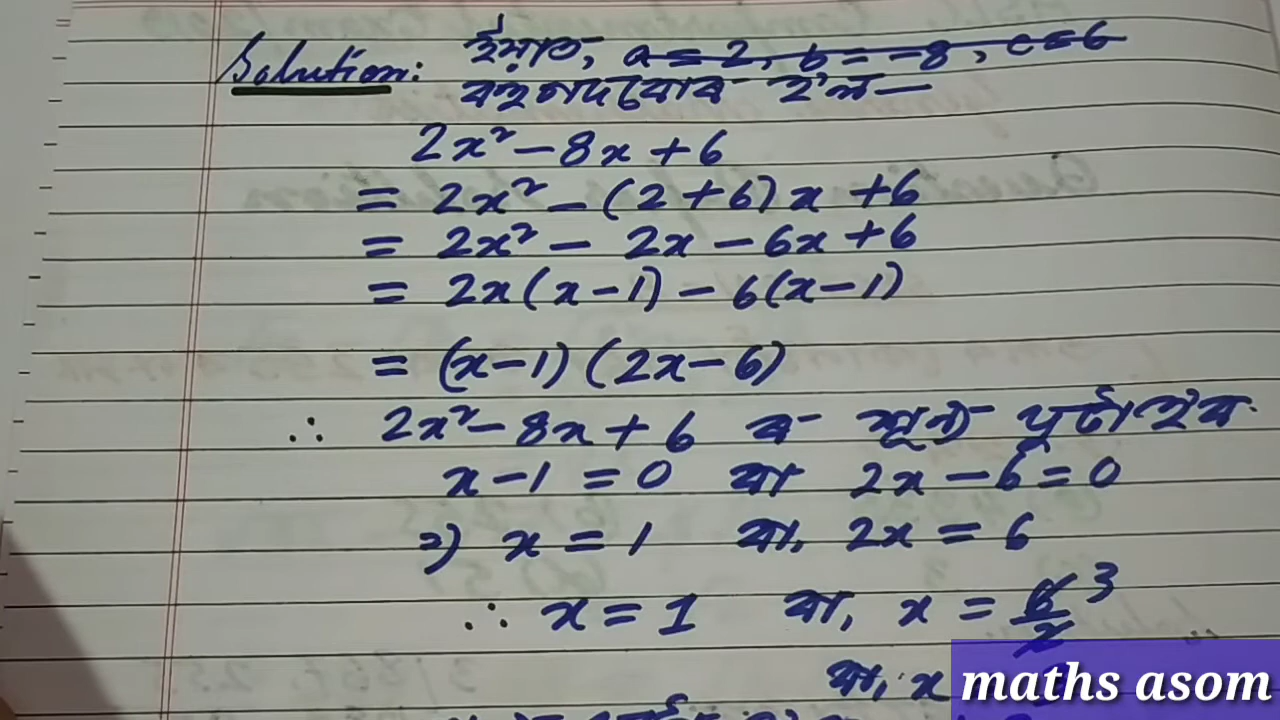 Solution: ইয়াত, a = 2, b = -8, c = 6
বহুপদবোৰ হ'ল—
2x² - 8x + 6
= 2x² - (2+6)x + 6
= 2x² - 2x - 6x + 6
= 2x(x-1) - 6(x-1)
= (x-1)(2x-6)
∴ 2x² - 8x + 6 ৰ শূন্য দুটা হ'ব
x - 1 = 0 বা 2x - 6 = 0
⇒ x = 1 বা, 2x = 6
∴ x = 1 বা, x = 6/2 3
বা, x
maths asom